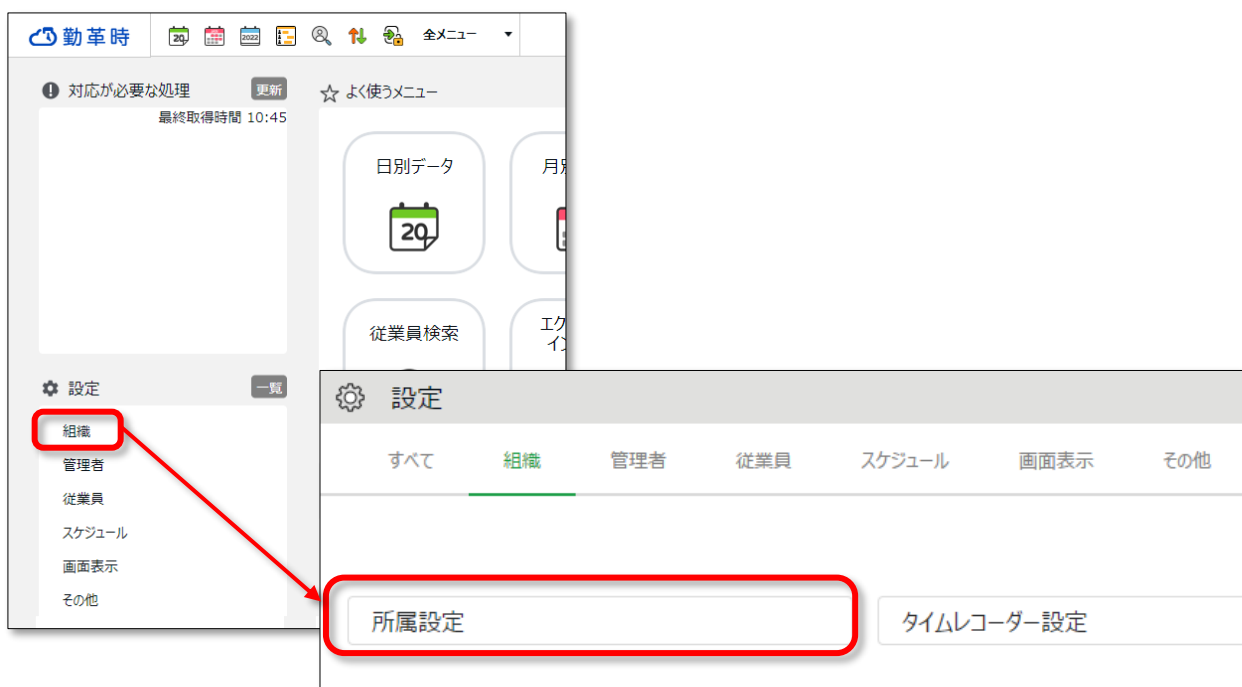 勤革時
20
2022
全メニュー
対応が必要な処理
更新
最終取得時間 10:45
よく使うメニュー
日別データ
20
月
従業員検索
エク
イン
設定
一覧
組織
管理者
従業員
スケジュール
画面表示
その他
設定
すべて
組織
管理者
従業員
スケジュール
画面表示
その他
所属設定
タイムレコーダー設定